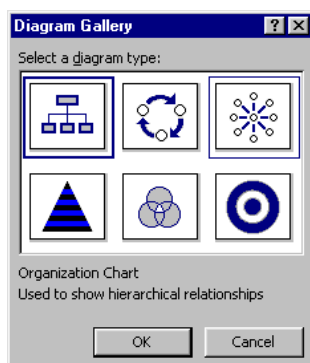 Diagram Gallery
Select a diagram type:
Organization Chart
Used to show hierarchical relationships
OK Cancel